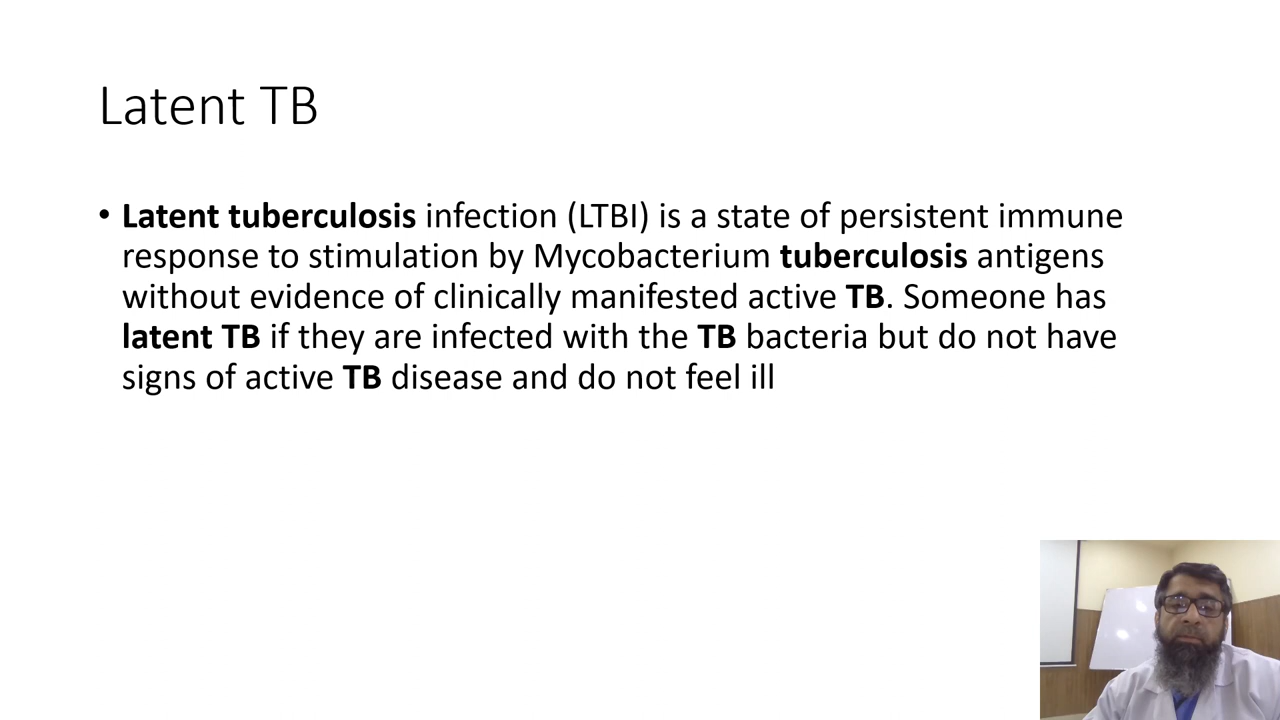 Latent TB
• Latent tuberculosis infection (LTBI) is a state of persistent immune
response to stimulation by Mycobacterium tuberculosis antigens
without evidence of clinically manifested active TB. Someone has
latent TB if they are infected with the TB bacteria but do not have
signs of active TB disease and do not feel ill